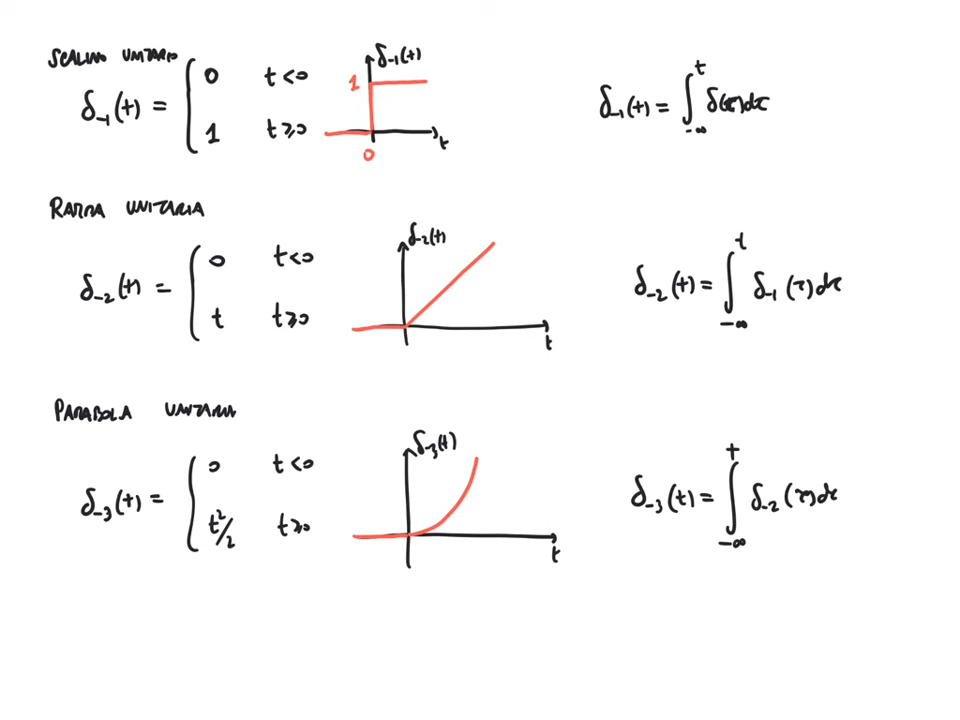 SCALINO UNITARIO
δ₋₁(t) = { 0 t<0
1 t≥0
δ₋₁(t)
1
0
t
δ₋₁(t) = ∫_{-∞}^{t} δ(τ)dτ
RAMPA UNITARIA
δ₋₂(t) = { 0 t<0
t t≥0
δ₋₂(t)
t
δ₋₂(t) = ∫_{-∞}^{t} δ₋₁(τ)dτ
PARABOLA UNITARIA
δ₋₃(t) = { 0 t<0
t²/2 t≥0
δ₋₃(t)
t
δ₋₃(t) = ∫_{-∞}^{t} δ₋₂(τ)dτ